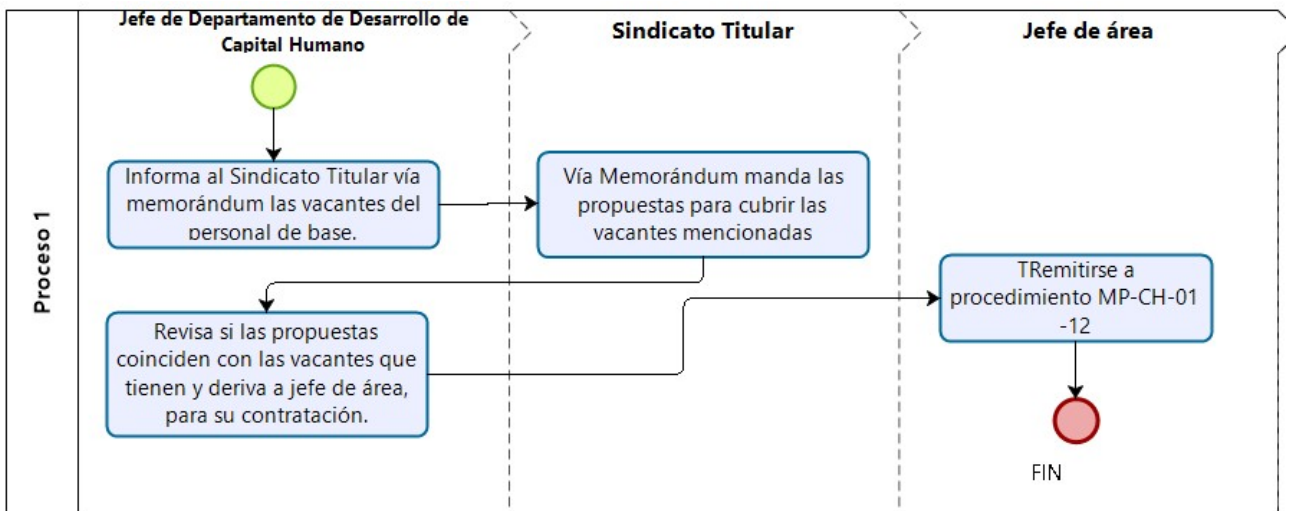 Jefe de Departamento de Desarrollo de
Capital Humano
Sindicato Titular
Jefe de área
Proceso 1
Informa al Sindicato Titular vía
memorándum las vacantes del
personal de base.
Vía Memorándum manda las
propuestas para cubrir las
vacantes mencionadas
Revisa si las propuestas
coinciden con las vacantes que
tienen y deriva a jefe de área,
para su contratación.
TRemitirse a
procedimiento MP-CH-01
-12
FIN